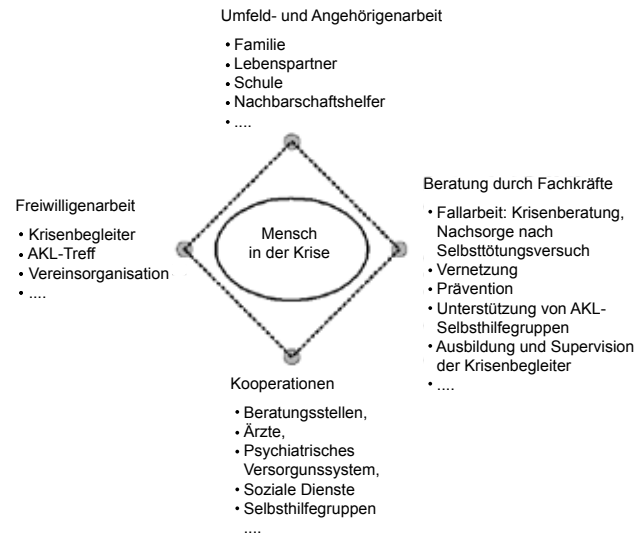 Umfeld- und Angehörigenarbeit
• Familie
• Lebenspartner
• Schule
• Nachbarschaftshelfer
• ....
Freiwilligenarbeit
• Krisenbegleiter
• AKL-Treff
• Vereinsorganisation
• ....
Mensch
in der Krise
Beratung durch Fachkräfte
• Fallarbeit: Krisenberatung,
Nachsorge nach
Selbsttötungsversuch
• Vernetzung
• Prävention
• Unterstützung von AKL-
Selbsthilfegruppen
• Ausbildung und Supervision
der Krisenbegleiter
• ....
Kooperationen
• Beratungsstellen,
• Ärzte,
• Psychiatrisches
Versorgunssystem,
• Soziale Dienste
• Selbsthilfegruppen
....